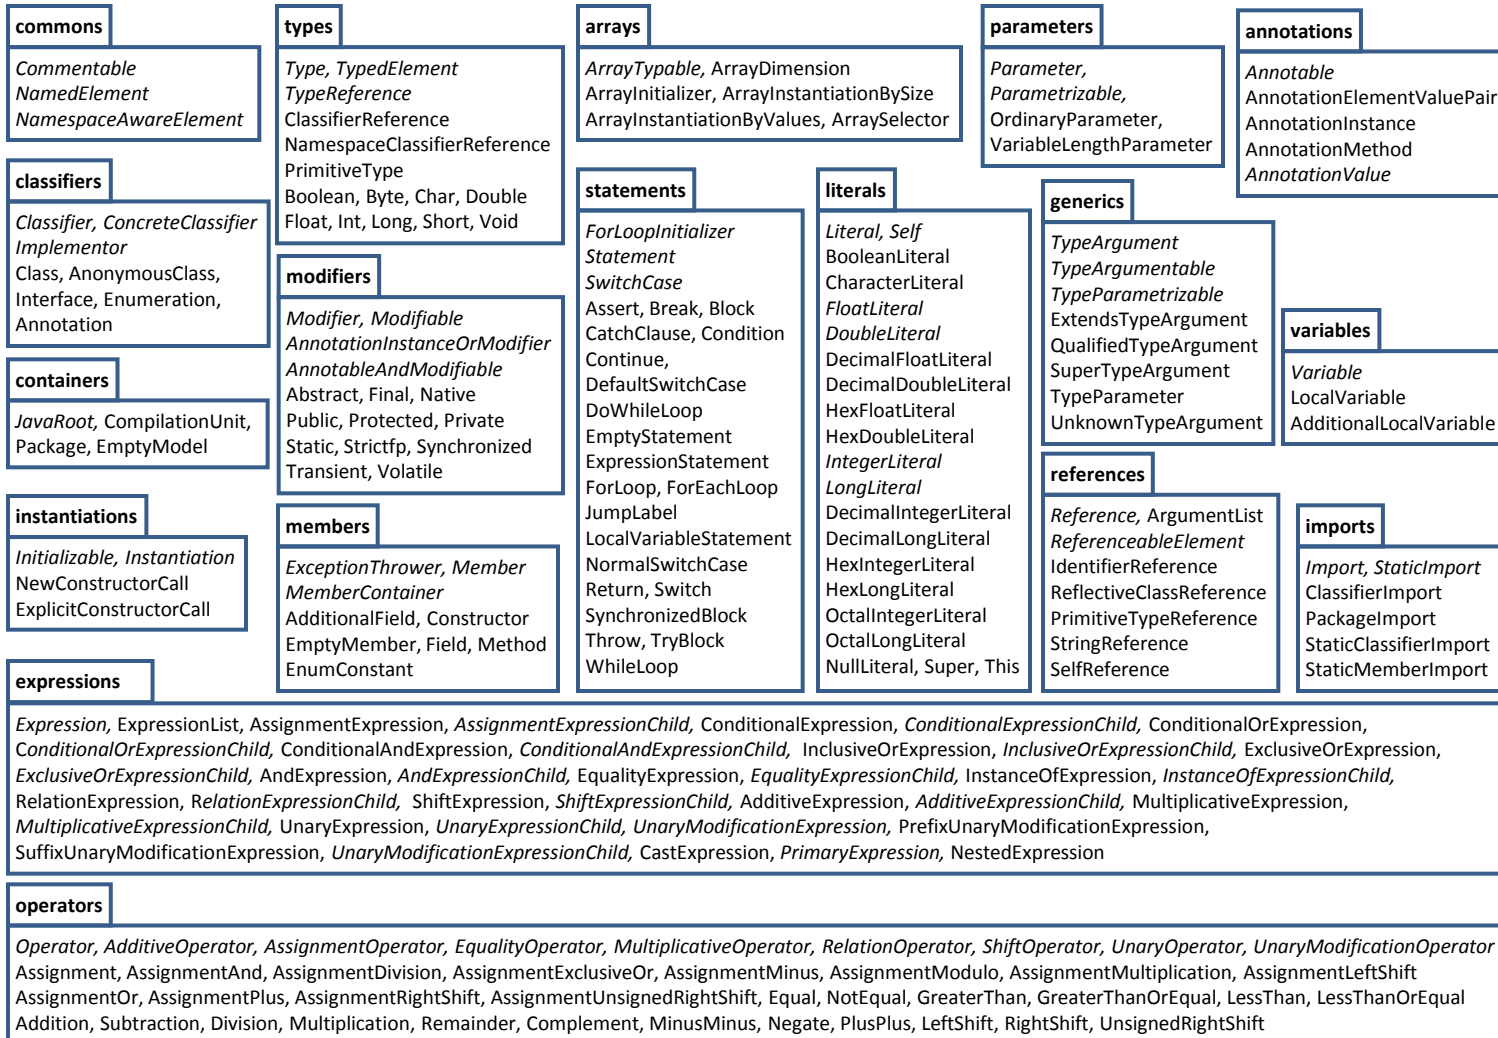 commons
Commentable
NamedElement
NamespaceAwareElement
types
Type, TypedElement
TypeReference
ClassifierReference
NamespaceClassifierReference
PrimitiveType
Boolean, Byte, Char, Double
Float, Int, Long, Short, Void
arrays
ArrayTypable, ArrayDimension
ArrayInitializer, ArrayInstantiationBySize
ArrayInstantiationByValues, ArraySelector
parameters
Parameter,
Parametrizable,
OrdinaryParameter,
VariableLengthParameter
annotations
Annotable
AnnotationElementValuePair
AnnotationInstance
AnnotationMethod
AnnotationValue
classifiers
Classifier, ConcreteClassifier
Implementor
Class, AnonymousClass,
Interface, Enumeration,
Annotation
modifiers
Modifier, Modifiable
AnnotationInstanceOrModifier
AnnotableAndModifiable
Abstract, Final, Native
Public, Protected, Private
Static, Strictfp, Synchronized
Transient, Volatile
statements
ForLoopInitializer
Statement
SwitchCase
Assert, Break, Block
CatchClause, Condition
Continue,
DefaultSwitchCase
DoWhileLoop
EmptyStatement
ExpressionStatement
ForLoop, ForEachLoop
JumpLabel
LocalVariableStatement
NormalSwitchCase
Return, Switch
SynchronizedBlock
Throw, TryBlock
WhileLoop
literals
Literal, Self
BooleanLiteral
CharacterLiteral
FloatLiteral
DoubleLiteral
DecimalFloatLiteral
DecimalDoubleLiteral
HexFloatLiteral
HexDoubleLiteral
IntegerLiteral
LongLiteral
DecimalIntegerLiteral
DecimalLongLiteral
HexIntegerLiteral
HexLongLiteral
OctalIntegerLiteral
OctalLongLiteral
NullLiteral, Super, This
generics
TypeArgument
TypeArgumentable
TypeParametrizable
ExtendsTypeArgument
QualifiedTypeArgument
SuperTypeArgument
TypeParameter
UnknownTypeArgument
variables
Variable
LocalVariable
AdditionalLocalVariable
containers
JavaRoot, CompilationUnit,
Package, EmptyModel
instantiations
Initializable, Instantiation
NewConstructorCall
ExplicitConstructorCall
members
ExceptionThrower, Member
MemberContainer
AdditionalField, Constructor
EmptyMember, Field, Method
EnumConstant
references
Reference, ArgumentList
ReferenceableElement
IdentifierReference
ReflectiveClassReference
PrimitiveTypeReference
StringReference
SelfReference
imports
Import, StaticImport
ClassifierImport
PackageImport
StaticClassifierImport
StaticMemberImport
expressions
Expression, ExpressionList, AssignmentExpression, AssignmentExpressionChild, ConditionalExpression, ConditionalExpressionChild, ConditionalOrExpression,
ConditionalOrExpressionChild, ConditionalAndExpression, ConditionalAndExpressionChild, InclusiveOrExpression, InclusiveOrExpressionChild, ExclusiveOrExpression,
ExclusiveOrExpressionChild, AndExpression, AndExpressionChild, EqualityExpression, EqualityExpressionChild, InstanceOfExpression, InstanceOfExpressionChild,
RelationExpression, RelationExpressionChild, ShiftExpression, ShiftExpressionChild, AdditiveExpression, AdditiveExpressionChild, MultiplicativeExpression,
MultiplicativeExpressionChild, UnaryExpression, UnaryExpressionChild, UnaryModificationExpression, PrefixUnaryModificationExpression,
SuffixUnaryModificationExpression, UnaryModificationExpressionChild, CastExpression, PrimaryExpression, NestedExpression
operators
Operator, AdditiveOperator, AssignmentOperator, EqualityOperator, MultiplicativeOperator, RelationOperator, ShiftOperator, UnaryOperator, UnaryModificationOperator
Assignment, AssignmentAnd, AssignmentDivision, AssignmentExclusiveOr, AssignmentMinus, AssignmentModulo, AssignmentMultiplication, AssignmentLeftShift
AssignmentOr, AssignmentPlus, AssignmentRightShift, AssignmentUnsignedRightShift, Equal, NotEqual, GreaterThan, GreaterThanOrEqual, LessThan, LessThanOrEqual
Addition, Subtraction, Division, Multiplication, Remainder, Complement, MinusMinus, Negate, PlusPlus, LeftShift, RightShift, UnsignedRightShift